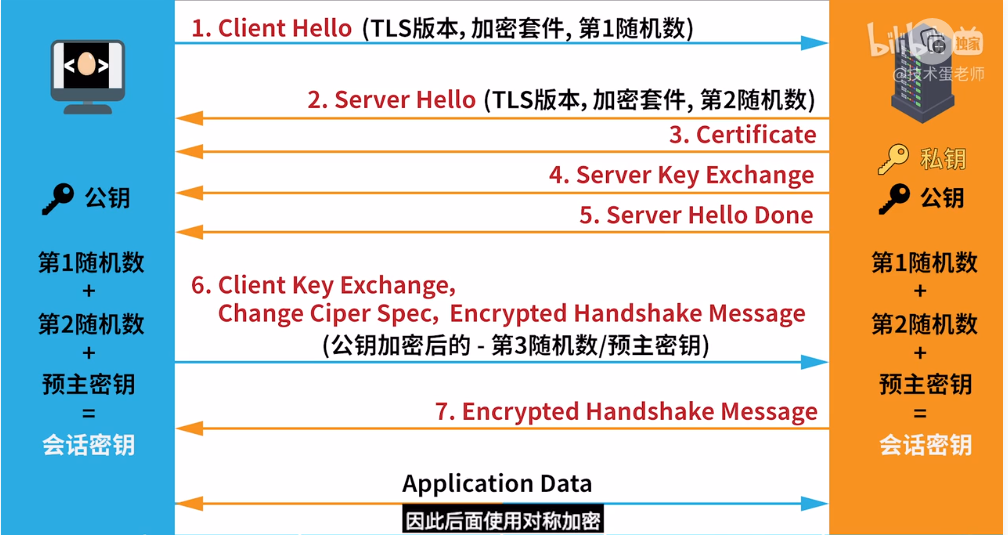 1. Client Hello (TLS版本, 加密套件, 第1随机数)
bilibili 独家
@技术蛋老师
2. Server Hello (TLS版本, 加密套件, 第2随机数)
3. Certificate
私钥
4. Server Key Exchange
公钥
公钥
5. Server Hello Done
第1随机数
+
第2随机数
+
预主密钥
=
会话密钥
6. Client Key Exchange,
Change Ciper Spec, Encrypted Handshake Message
(公钥加密后的 - 第3随机数/预主密钥)
7. Encrypted Handshake Message
第1随机数
+
第2随机数
+
预主密钥
=
会话密钥
Application Data
因此后面使用对称加密